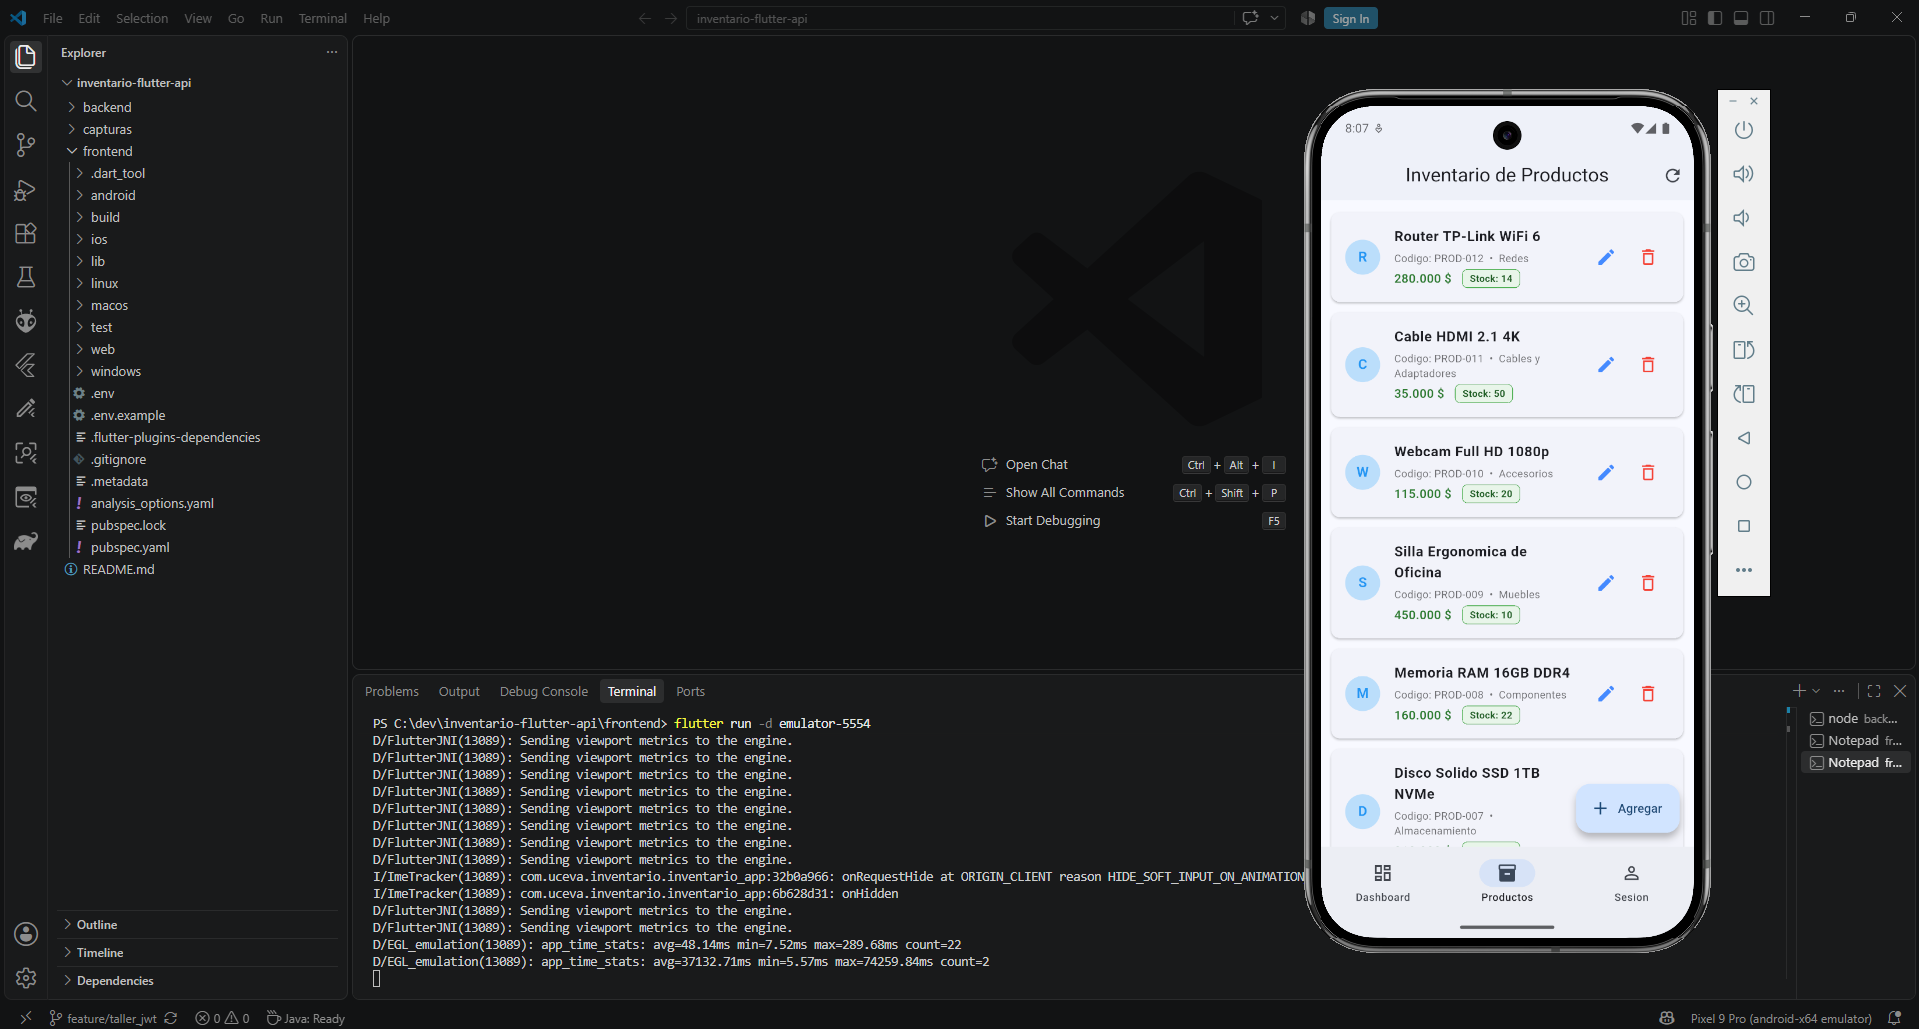 File Edit Selection View Go Run Terminal Help
inventario-flutter-api
Sign In
Explorer
inventario-flutter-api
backend
capturas
frontend
.dart_tool
android
build
ios
lib
linux
macos
test
web
windows
.env
.env.example
.flutter-plugins-dependencies
.gitignore
.metadata
analysis_options.yaml
pubspec.lock
pubspec.yaml
README.md
Outline
Timeline
Dependencies
Open Chat Ctrl + Alt + I
Show All Commands Ctrl + Shift + P
Start Debugging F5
Problems Output Debug Console Terminal Ports
PS C:\dev\inventario-flutter-api\frontend> flutter run -d emulator-5554
D/FlutterJNI(13089): Sending viewport metrics to the engine.
D/FlutterJNI(13089): Sending viewport metrics to the engine.
D/FlutterJNI(13089): Sending viewport metrics to the engine.
D/FlutterJNI(13089): Sending viewport metrics to the engine.
D/FlutterJNI(13089): Sending viewport metrics to the engine.
D/FlutterJNI(13089): Sending viewport metrics to the engine.
D/FlutterJNI(13089): Sending viewport metrics to the engine.
D/FlutterJNI(13089): Sending viewport metrics to the engine.
I/ImeTracker(13089): com.uceva.inventario.inventario_app:32b0a966: onRequestHide at ORIGIN_CLIENT reason HIDE_SOFT_INPUT_ON_ANIMATION
I/ImeTracker(13089): com.uceva.inventario.inventario_app:6b628d31: onHidden
D/FlutterJNI(13089): Sending viewport metrics to the engine.
D/FlutterJNI(13089): Sending viewport metrics to the engine.
D/EGL_emulation(13089): app_time_stats: avg=48.14ms min=7.52ms max=289.68ms count=22
D/EGL_emulation(13089): app_time_stats: avg=37132.71ms min=5.57ms max=74259.84ms count=2
node back...
Notepad fr...
Notepad fr...
8:07
Inventario de Productos
R
Router TP-Link WiFi 6
Codigo: PROD-012 • Redes
280.000 $ Stock: 14
C
Cable HDMI 2.1 4K
Codigo: PROD-011 • Cables y
Adaptadores
35.000 $ Stock: 50
W
Webcam Full HD 1080p
Codigo: PROD-010 • Accesorios
115.000 $ Stock: 20
S
Silla Ergonomica de
Oficina
Codigo: PROD-009 • Muebles
450.000 $ Stock: 10
M
Memoria RAM 16GB DDR4
Codigo: PROD-008 • Componentes
160.000 $ Stock: 22
D
Disco Solido SSD 1TB
NVMe
Codigo: PROD-007 •
Almacenamiento
Agregar
Dashboard Productos Sesion
feature/taller_jwt 0 0 Java: Ready
Pixel 9 Pro (android-x64 emulator)